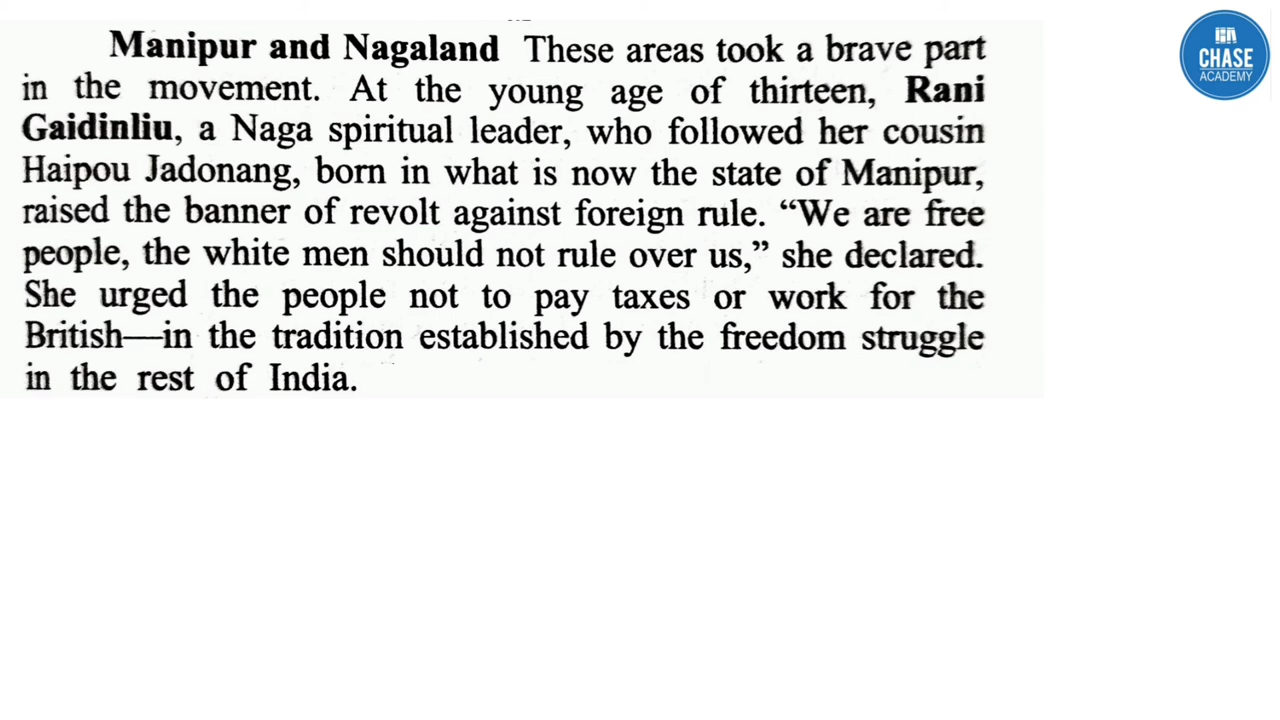 Manipur and Nagaland These areas took a brave part
in the movement. At the young age of thirteen, Rani
Gaidinliu, a Naga spiritual leader, who followed her cousin
Haipou Jadonang, born in what is now the state of Manipur,
raised the banner of revolt against foreign rule. “We are free
people, the white men should not rule over us,” she declared.
She urged the people not to pay taxes or work for the
British—in the tradition established by the freedom struggle
in the rest of India.
CHASE
ACADEMY